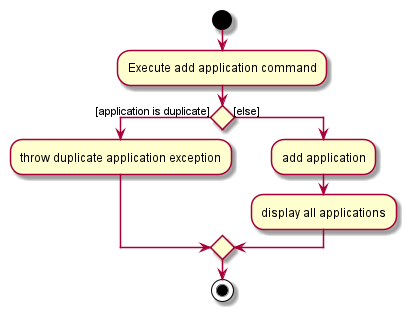 Execute add application command
[application is duplicate]
[else]
throw duplicate application exception
add application
display all applications